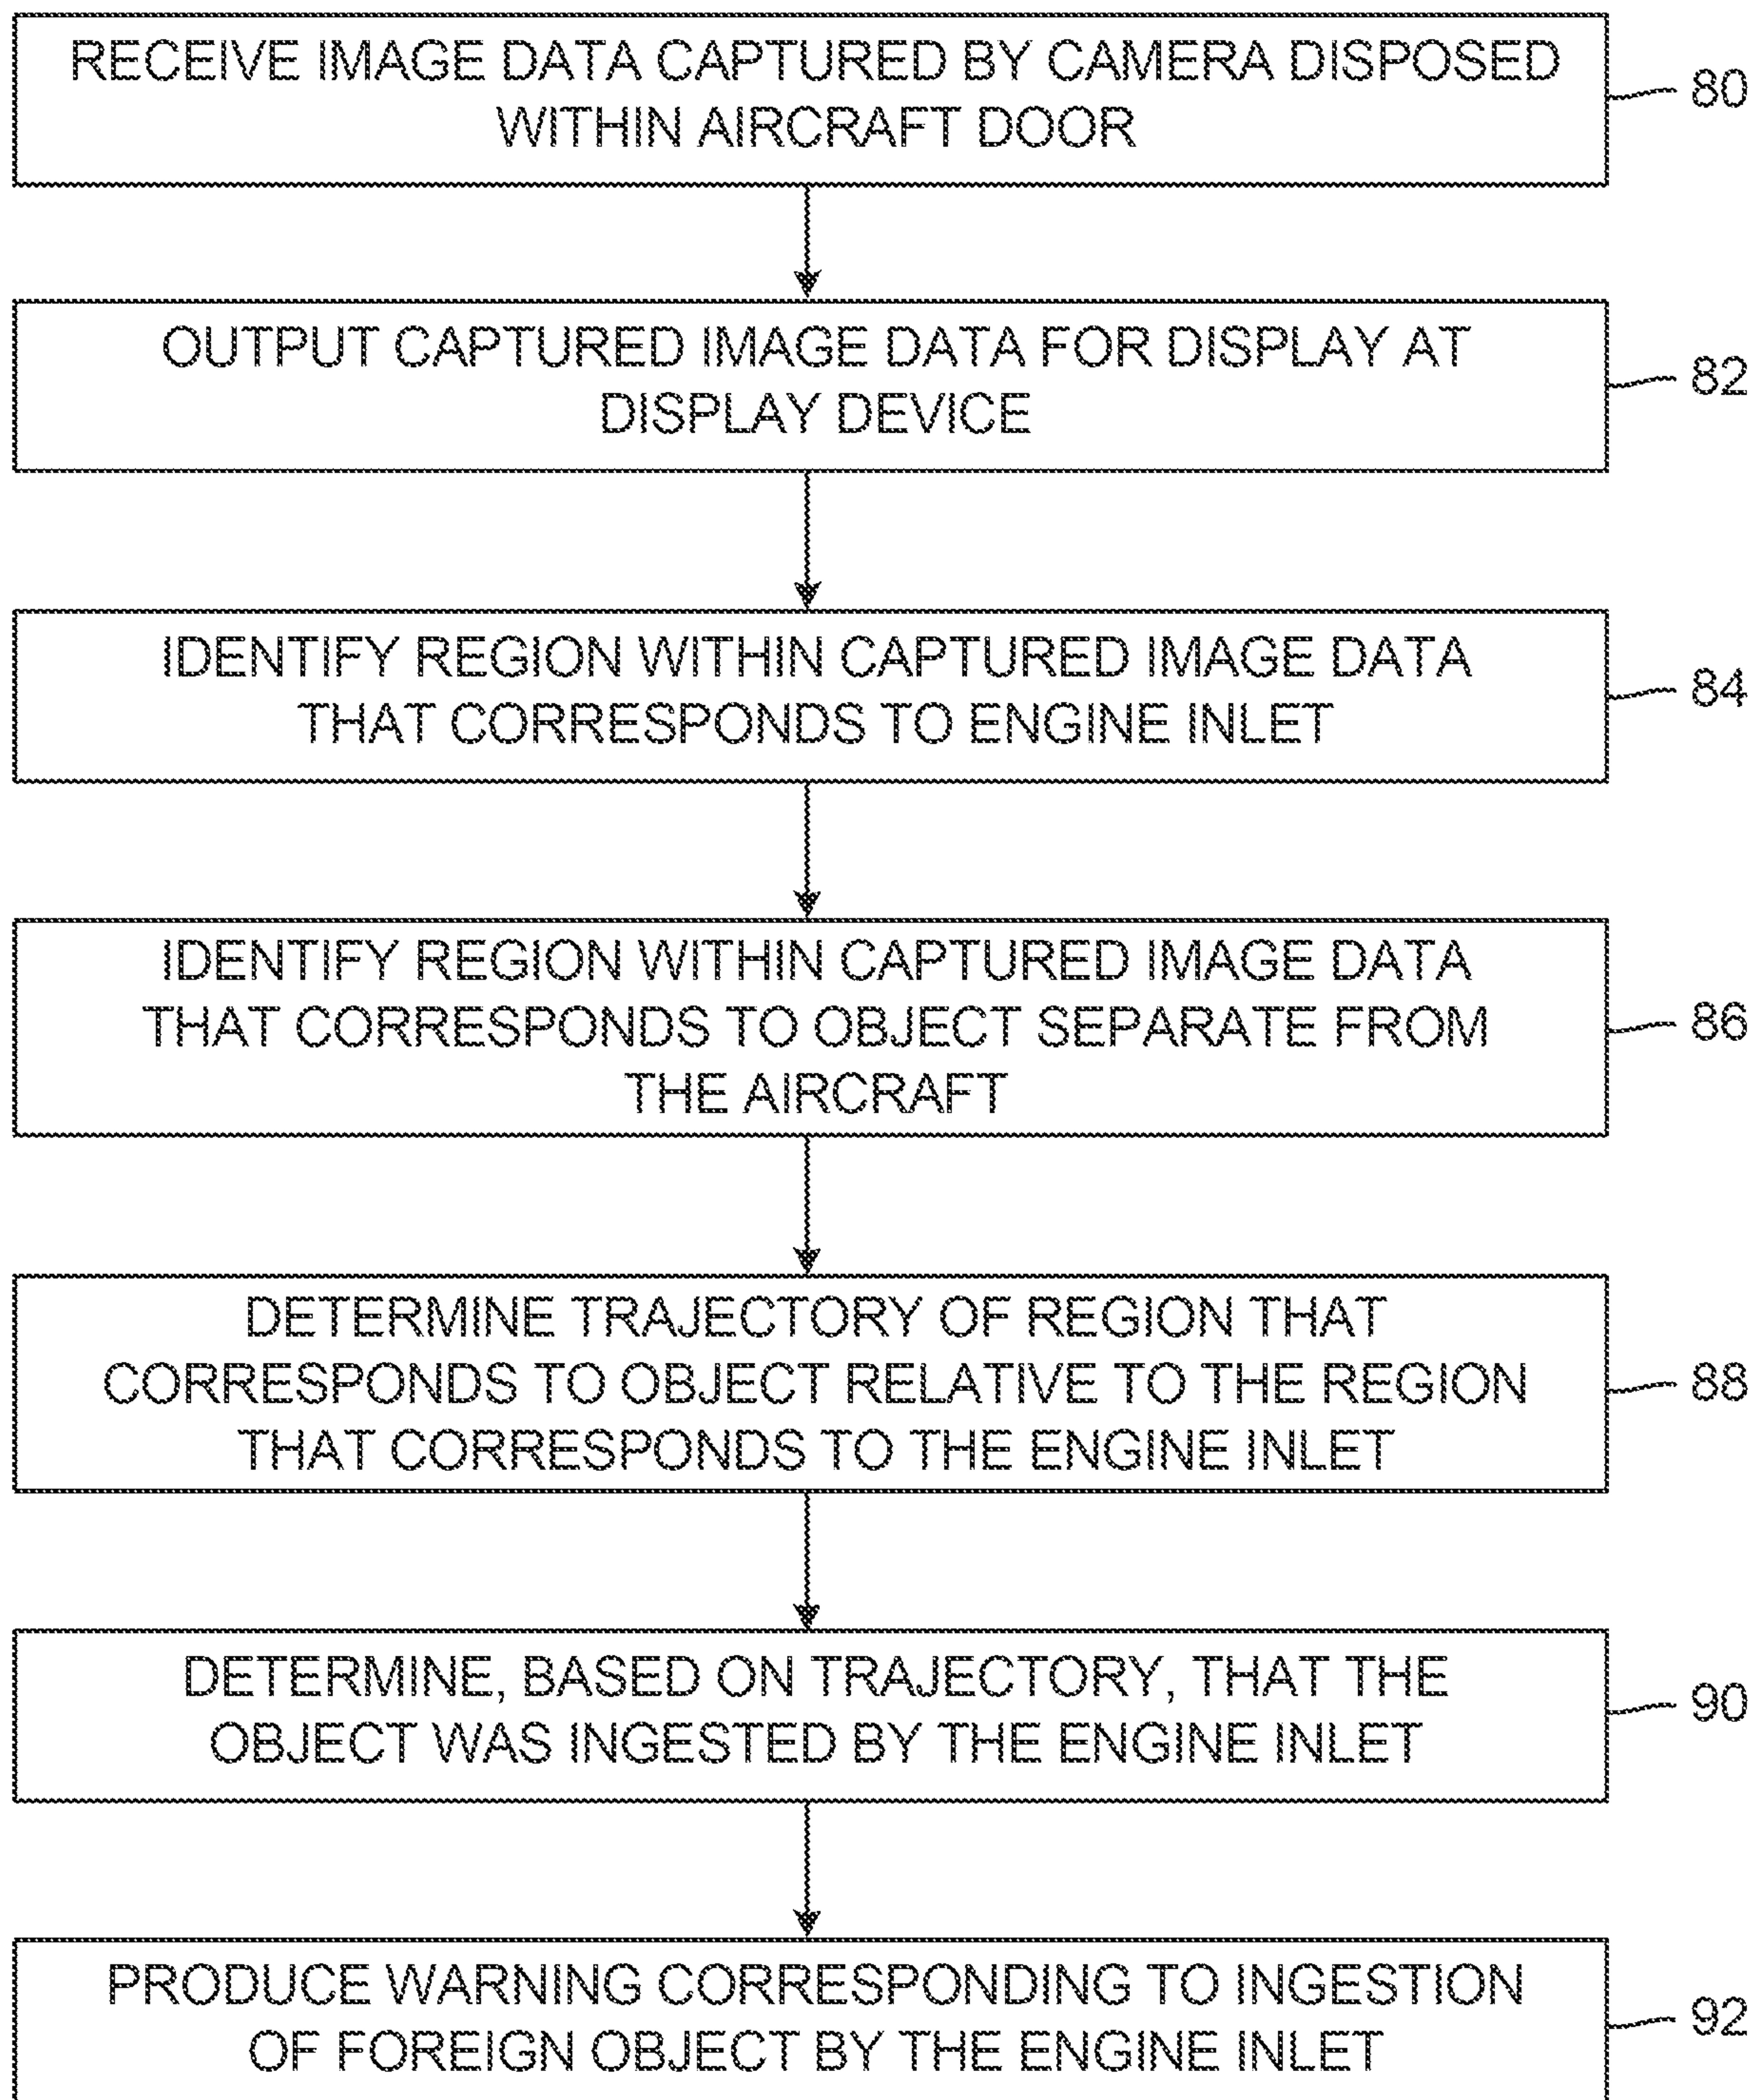 RECEIVE IMAGE DATA CAPTURED BY CAMERA DISPOSED
WITHIN AIRCRAFT DOOR
80
OUTPUT CAPTURED IMAGE DATA FOR DISPLAY AT
DISPLAY DEVICE
82
IDENTIFY REGION WITHIN CAPTURED IMAGE DATA
THAT CORRESPONDS TO ENGINE INLET
84
IDENTIFY REGION WITHIN CAPTURED IMAGE DATA
THAT CORRESPONDS TO OBJECT SEPARATE FROM
THE AIRCRAFT
86
DETERMINE TRAJECTORY OF REGION THAT
CORRESPONDS TO OBJECT RELATIVE TO THE REGION
THAT CORRESPONDS TO THE ENGINE INLET
88
DETERMINE, BASED ON TRAJECTORY, THAT THE
OBJECT WAS INGESTED BY THE ENGINE INLET
90
PRODUCE WARNING CORRESPONDING TO INGESTION
OF FOREIGN OBJECT BY THE ENGINE INLET
92